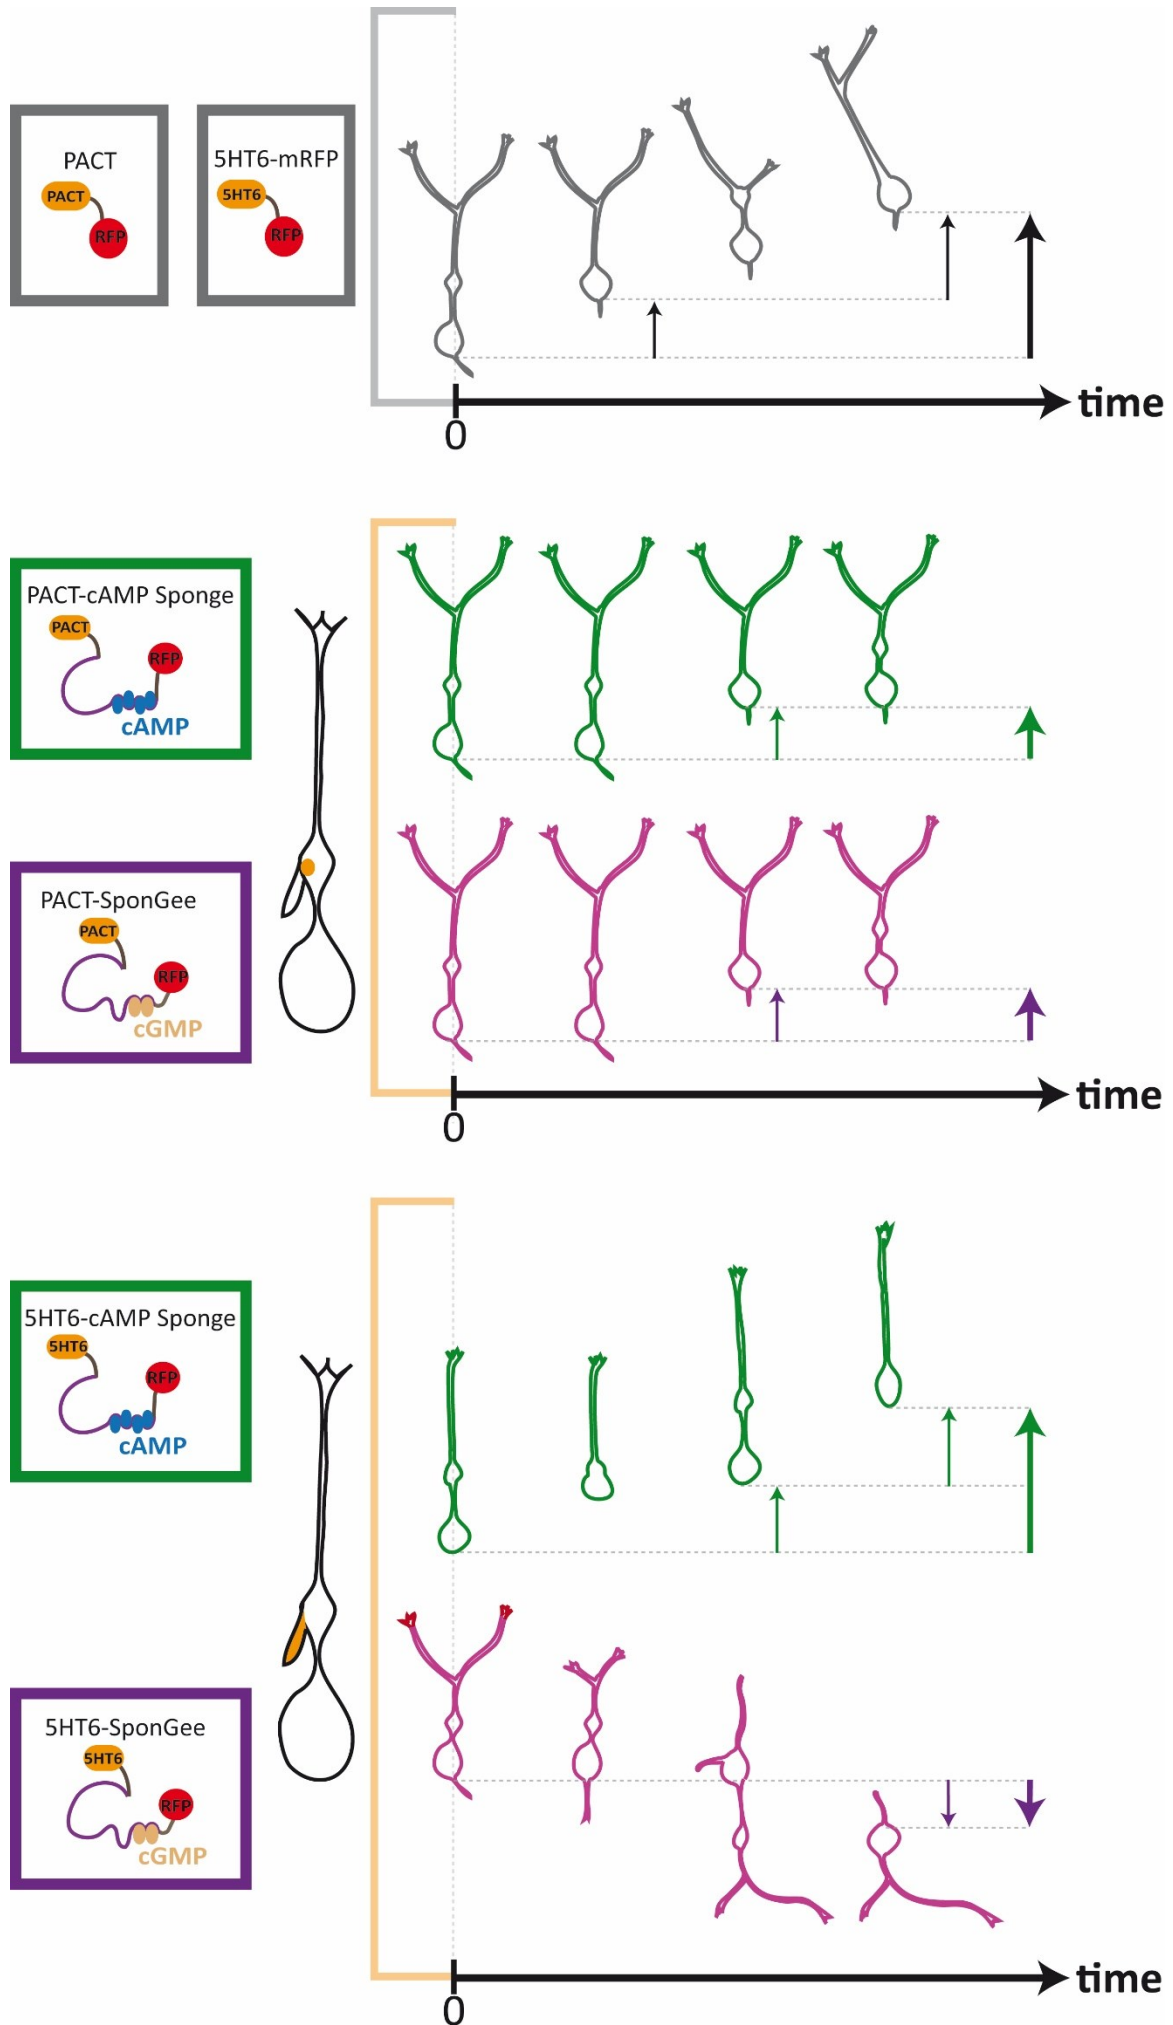 PACT
PACT
RFP
5HT6-mRFP
5HT6
RFP
time
0
PACT-cAMP Sponge
PACT
RFP
cAMP
PACT-SponGee
PACT
RFP
cGMP
time
0
5HT6-cAMP Sponge
5HT6
RFP
cAMP
5HT6-SponGee
5HT6
RFP
cGMP
time
0